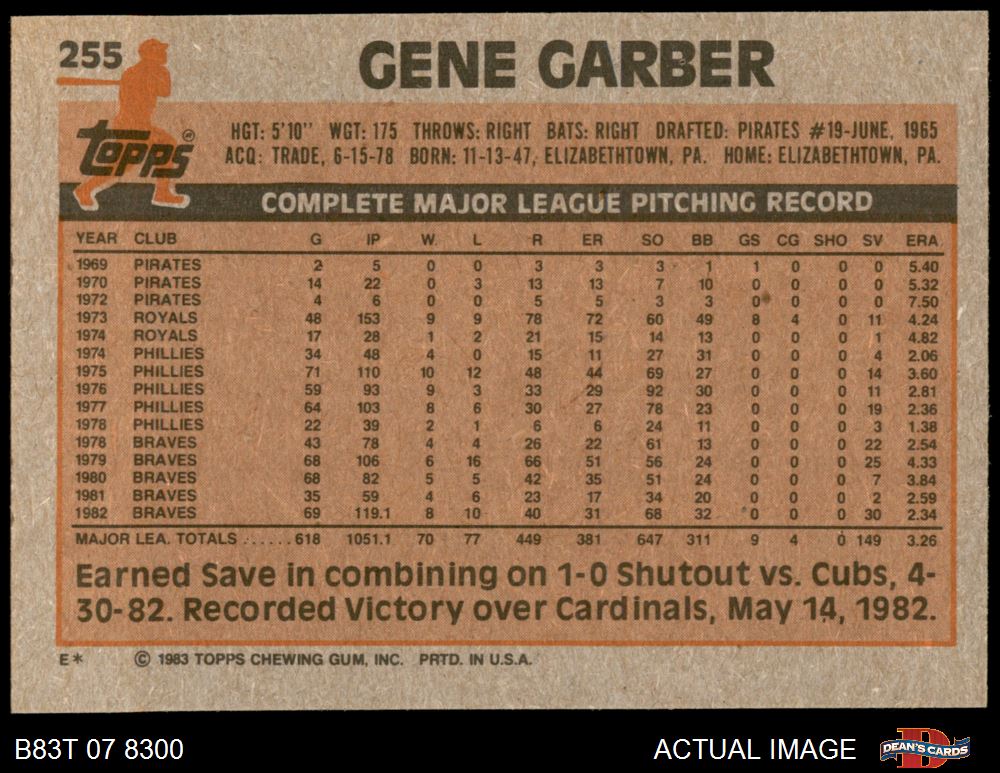 255 GENE GARBER
Topps®
HGT: 5'10" WGT: 175 THROWS: RIGHT BATS: RIGHT DRAFTED: PIRATES #19-JUNE, 1965
ACQ: TRADE, 6-15-78 BORN: 11-13-47, ELIZABETHTOWN, PA. HOME: ELIZABETHTOWN, PA.
COMPLETE MAJOR LEAGUE PITCHING RECORD
YEAR CLUB G IP W L R ER SO BB GS CG SHO SV ERA
1969 PIRATES 2 5 0 0 3 3 3 1 1 0 0 0 5.40
1970 PIRATES 14 22 0 3 13 13 7 10 0 0 0 0 5.32
1972 PIRATES 4 6 0 0 5 5 3 3 0 0 0 0 7.50
1973 ROYALS 48 153 9 9 78 72 60 49 8 4 0 11 4.24
1974 ROYALS 17 28 1 2 21 15 14 13 0 0 0 1 4.82
1974 PHILLIES 34 48 4 0 15 11 27 31 0 0 0 4 2.06
1975 PHILLIES 71 110 10 12 48 44 69 27 0 0 0 14 3.60
1976 PHILLIES 59 93 9 3 33 29 92 30 0 0 0 11 2.81
1977 PHILLIES 64 103 8 6 30 27 78 23 0 0 0 19 2.36
1978 PHILLIES 22 39 2 1 6 6 24 11 0 0 0 3 1.38
1978 BRAVES 43 78 4 4 26 22 61 13 0 0 0 22 2.54
1979 BRAVES 68 106 6 16 66 51 56 24 0 0 0 25 4.33
1980 BRAVES 68 82 5 5 42 35 51 24 0 0 0 7 3.84
1981 BRAVES 35 59 4 6 23 17 34 20 0 0 0 2 2.59
1982 BRAVES 69 119.1 8 10 40 31 68 32 0 0 0 30 2.34
MAJOR LEA. TOTALS ......618 1051.1 70 77 449 381 647 311 9 4 0 149 3.26
Earned Save in combining on 1-0 Shutout vs. Cubs, 4-
30-82. Recorded Victory over Cardinals, May 14, 1982.
E* © 1983 TOPPS CHEWING GUM, INC. PRTD. IN U.S.A.
B83T 07 8300 ACTUAL IMAGE DEAN'S CARDS